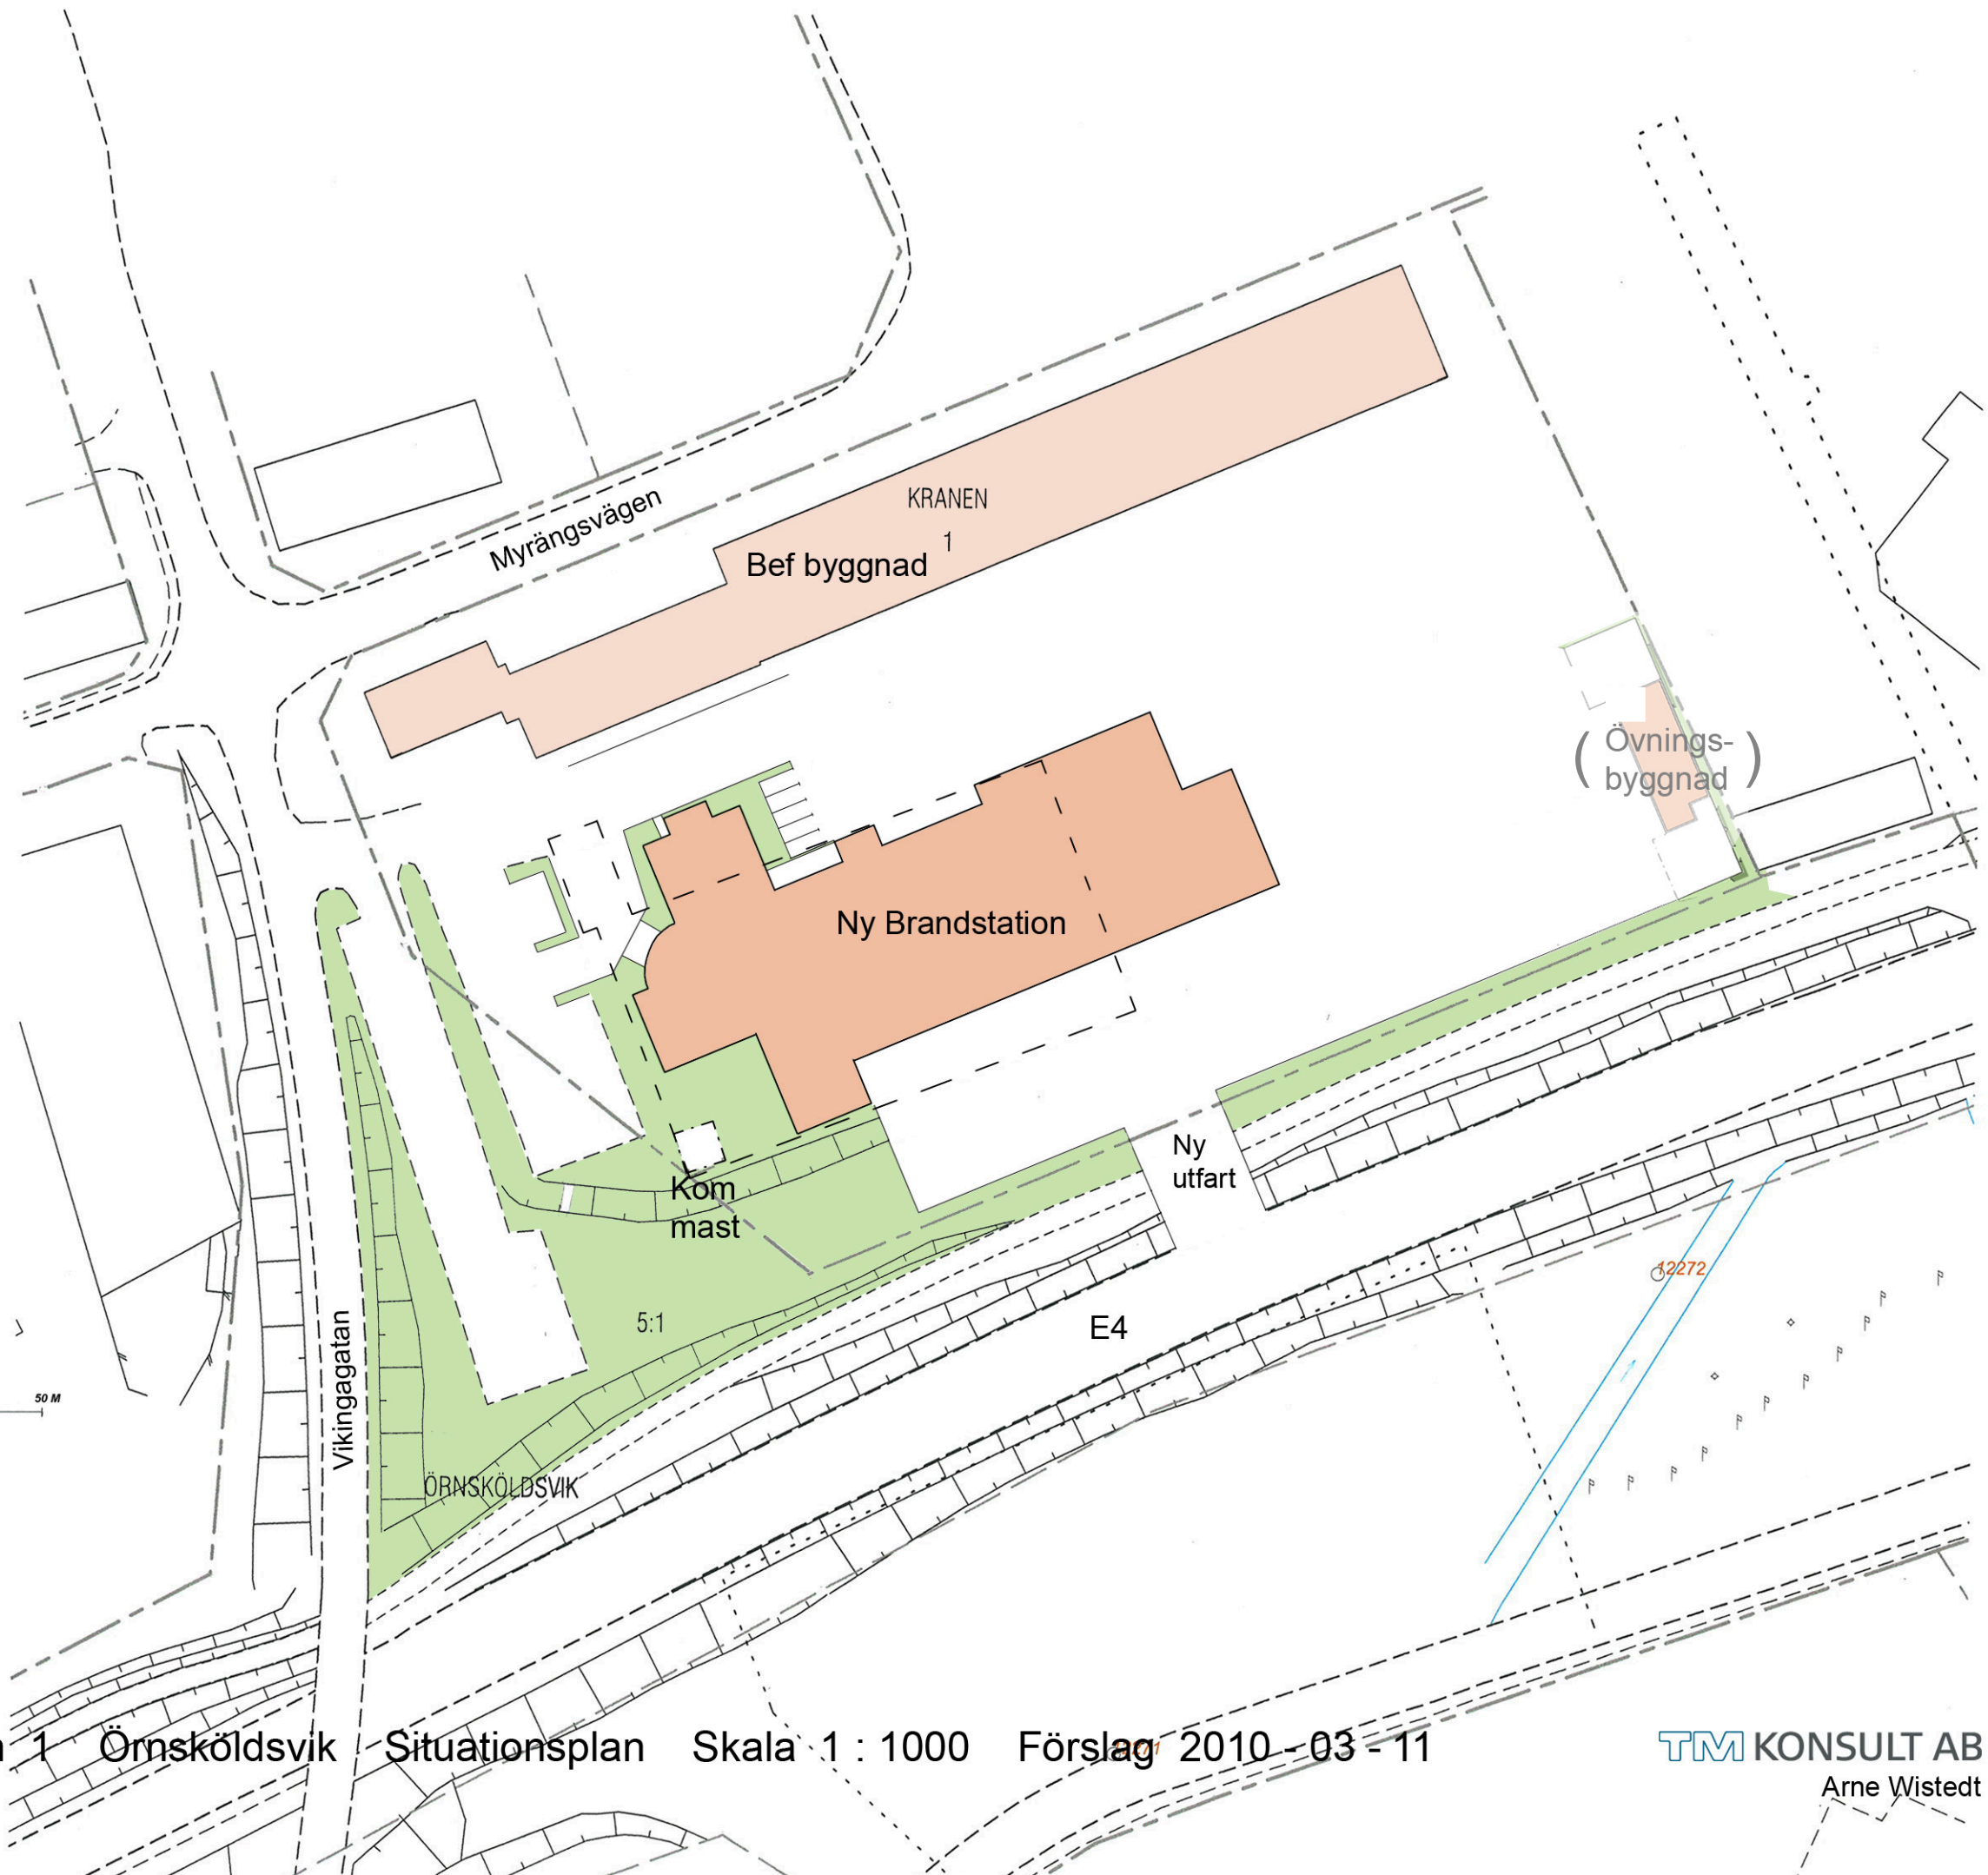 Myrängsvägen
KRANEN
1
Bef byggnad
( Övnings-
byggnad )
Ny Brandstation
Ny
utfart
Kom
mast
5:1
E4
12272
Vikingagatan
50 M
ÖRNSKÖLDSVIK
1 Örnsköldsvik Situationsplan Skala 1 : 1000 Förslag 2010 - 03 - 11
TM KONSULT AB
Arne Wistedt